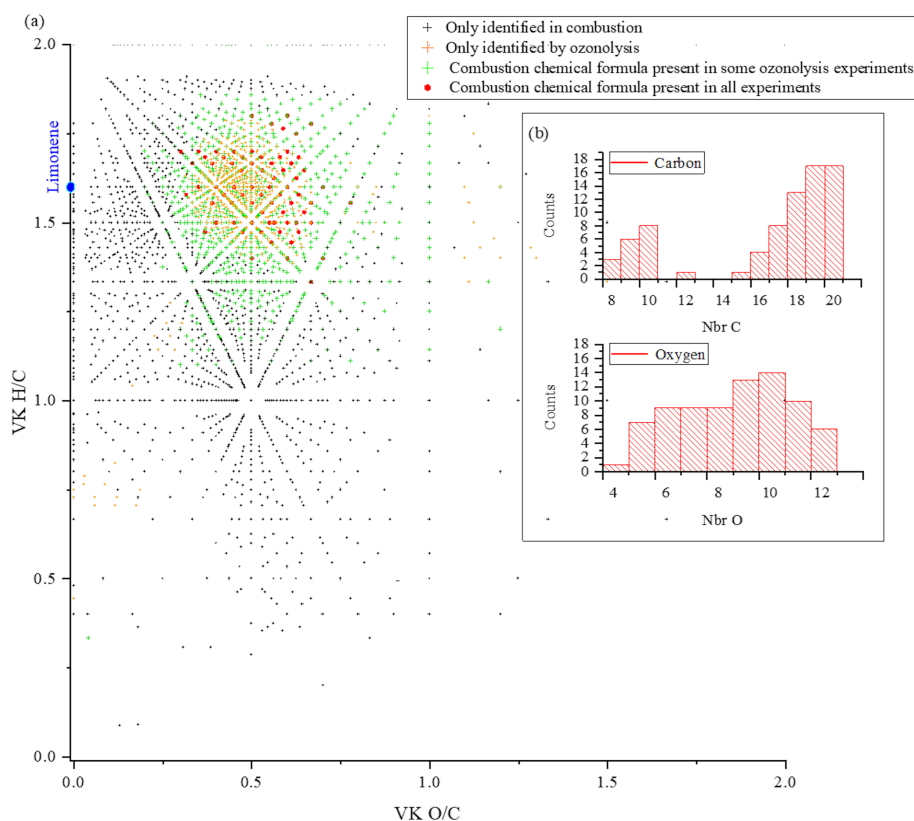 (a)
+ Only identified in combustion
+ Only identified by ozonolysis
+ Combustion chemical formula present in some ozonolysis experiments
Combustion chemical formula present in all experiments
2.0
1.5
1.0
0.5
0.0
VK H/C
Limonene
0.0 0.5 1.0 1.5 2.0
VK O/C
(b)
Carbon
18
16
14
12
10
8
6
4
2
0
Counts
8 10 12 14 16 18 20
Nbr C
Oxygen
18
16
14
12
10
8
6
4
2
0
Counts
4 6 8 10 12
Nbr O